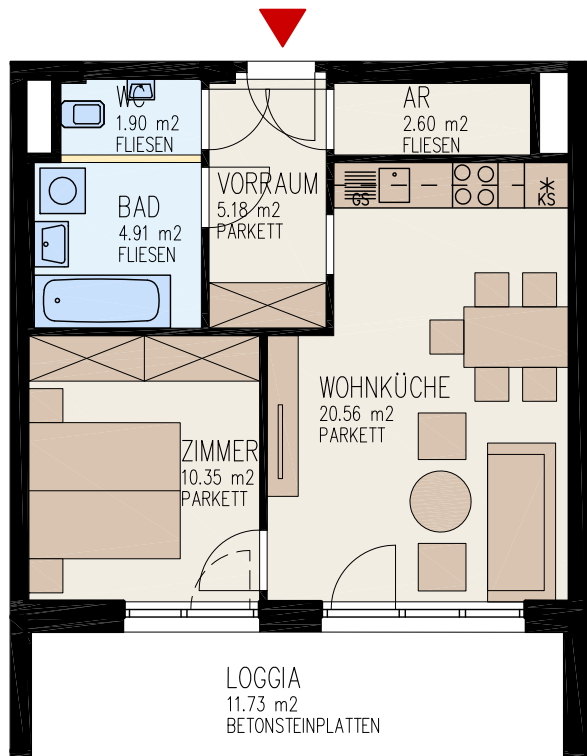 WC
1.90 m2
FLIESEN
AR
2.60 m2
FLIESEN
VORRAUM
5.18 m2
PARKETT
GS
KS
BAD
4.91 m2
FLIESEN
WOHNKÜCHE
20.56 m2
PARKETT
ZIMMER
10.35 m2
PARKETT
LOGGIA
11.73 m2
BETONSTEINPLATTEN